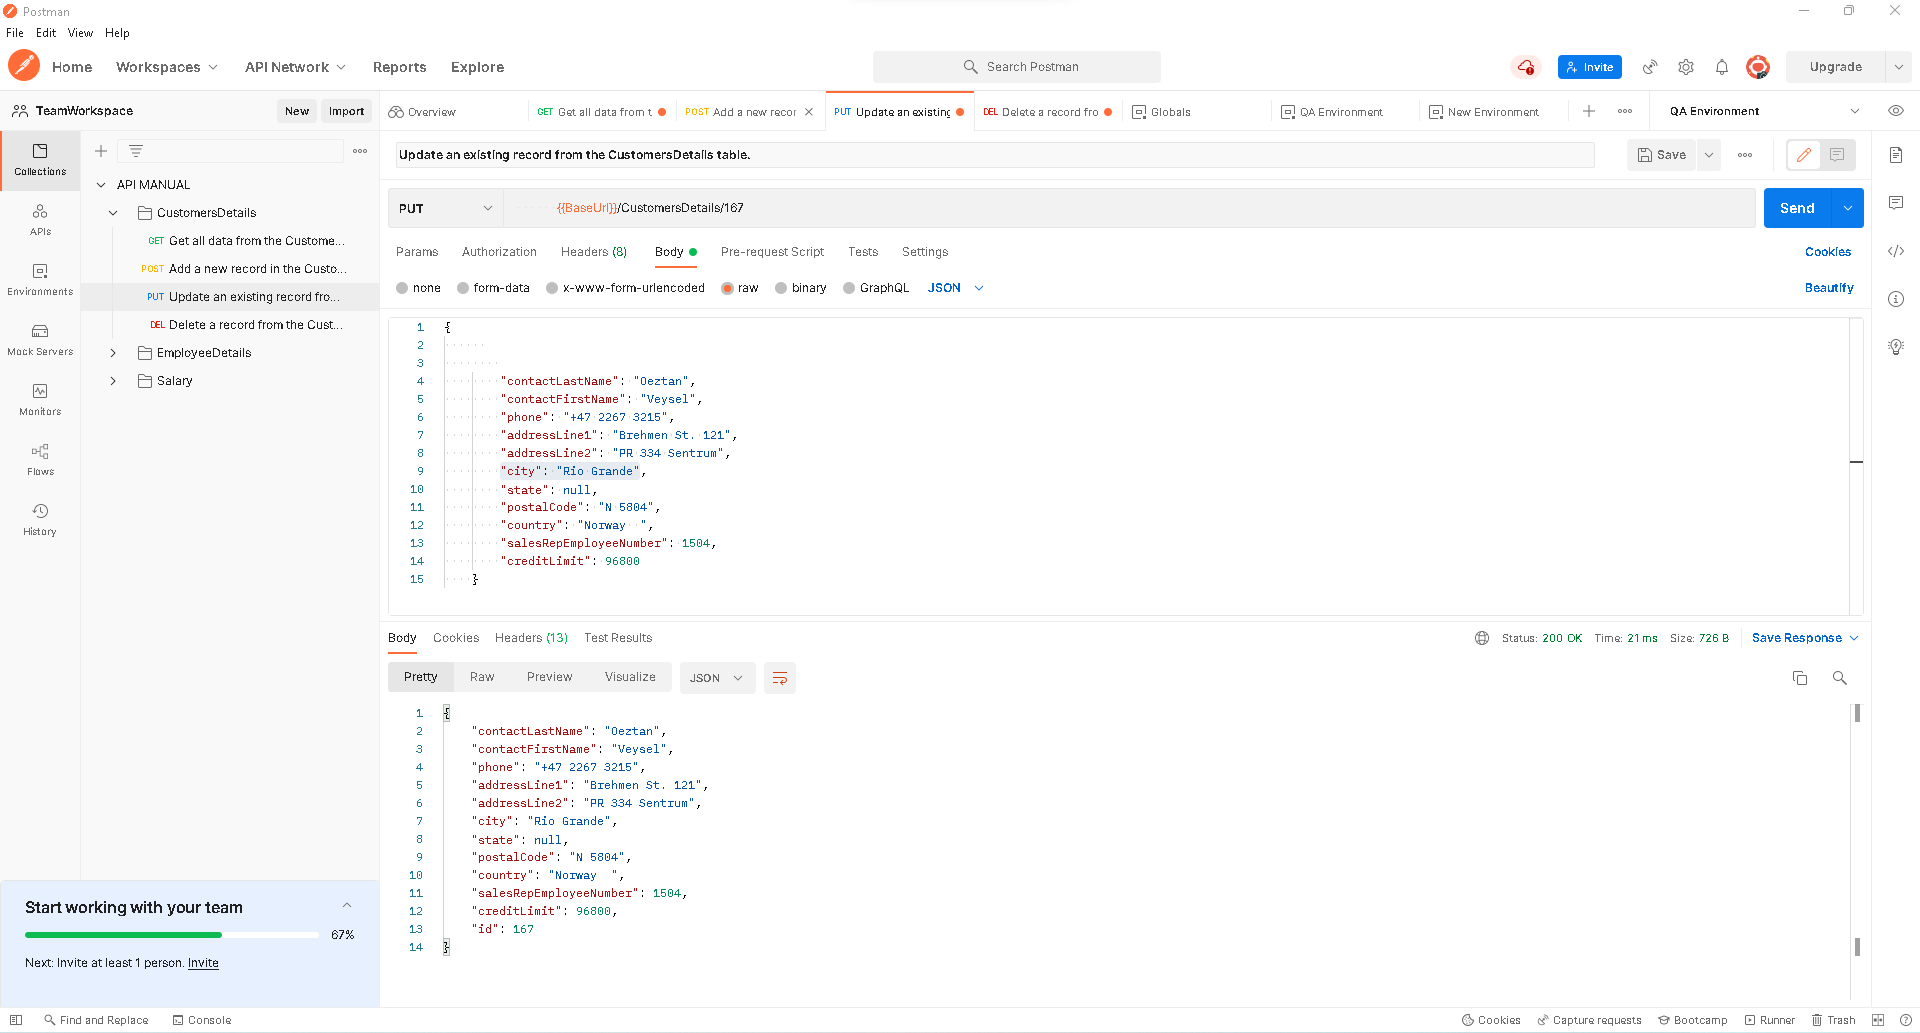 Postman
File Edit View Help
Home Workspaces API Network Reports Explore Search Postman Invite Upgrade
TeamWorkspace New Import Overview GET Get all data from t POST Add a new recor PUT Update an existing DEL Delete a record fro Globals QA Environment New Environment QA Environment
Collections
APIs
Environments
Mock Servers
Monitors
Flows
History
API MANUAL
CustomersDetails
GET Get all data from the Custome...
POST Add a new record in the Custo...
PUT Update an existing record fro...
DEL Delete a record from the Cust...
EmployeeDetails
Salary
Update an existing record from the CustomersDetails table. Save
PUT {{BaseUrl}}/CustomersDetails/167 Send
Params Authorization Headers (8) Body Pre-request Script Tests Settings Cookies
none form-data x-www-form-urlencoded raw binary GraphQL JSON Beautify
1 {
2
3
4 "contactLastName": "Oeztan",
5 "contactFirstName": "Veysel",
6 "phone": "+47 2267 3215",
7 "addressLine1": "Brehmen St. 121",
8 "addressLine2": "PR 334 Sentrum",
9 "city": "Rio Grande",
10 "state": null,
11 "postalCode": "N 5804",
12 "country": "Norway  ",
13 "salesRepEmployeeNumber": 1504,
14 "creditLimit": 96800
15 }
Body Cookies Headers (13) Test Results Status: 200 OK Time: 21 ms Size: 726 B Save Response
Pretty Raw Preview Visualize JSON
1 {
2 "contactLastName": "Oeztan",
3 "contactFirstName": "Veysel",
4 "phone": "+47 2267 3215",
5 "addressLine1": "Brehmen St. 121",
6 "addressLine2": "PR 334 Sentrum",
7 "city": "Rio Grande",
8 "state": null,
9 "postalCode": "N 5804",
10 "country": "Norway  ",
11 "salesRepEmployeeNumber": 1504,
12 "creditLimit": 96800,
13 "id": 167
14 }
Start working with your team
67%
Next: Invite at least 1 person. Invite
Find and Replace Console Cookies Capture requests Bootcamp Runner Trash